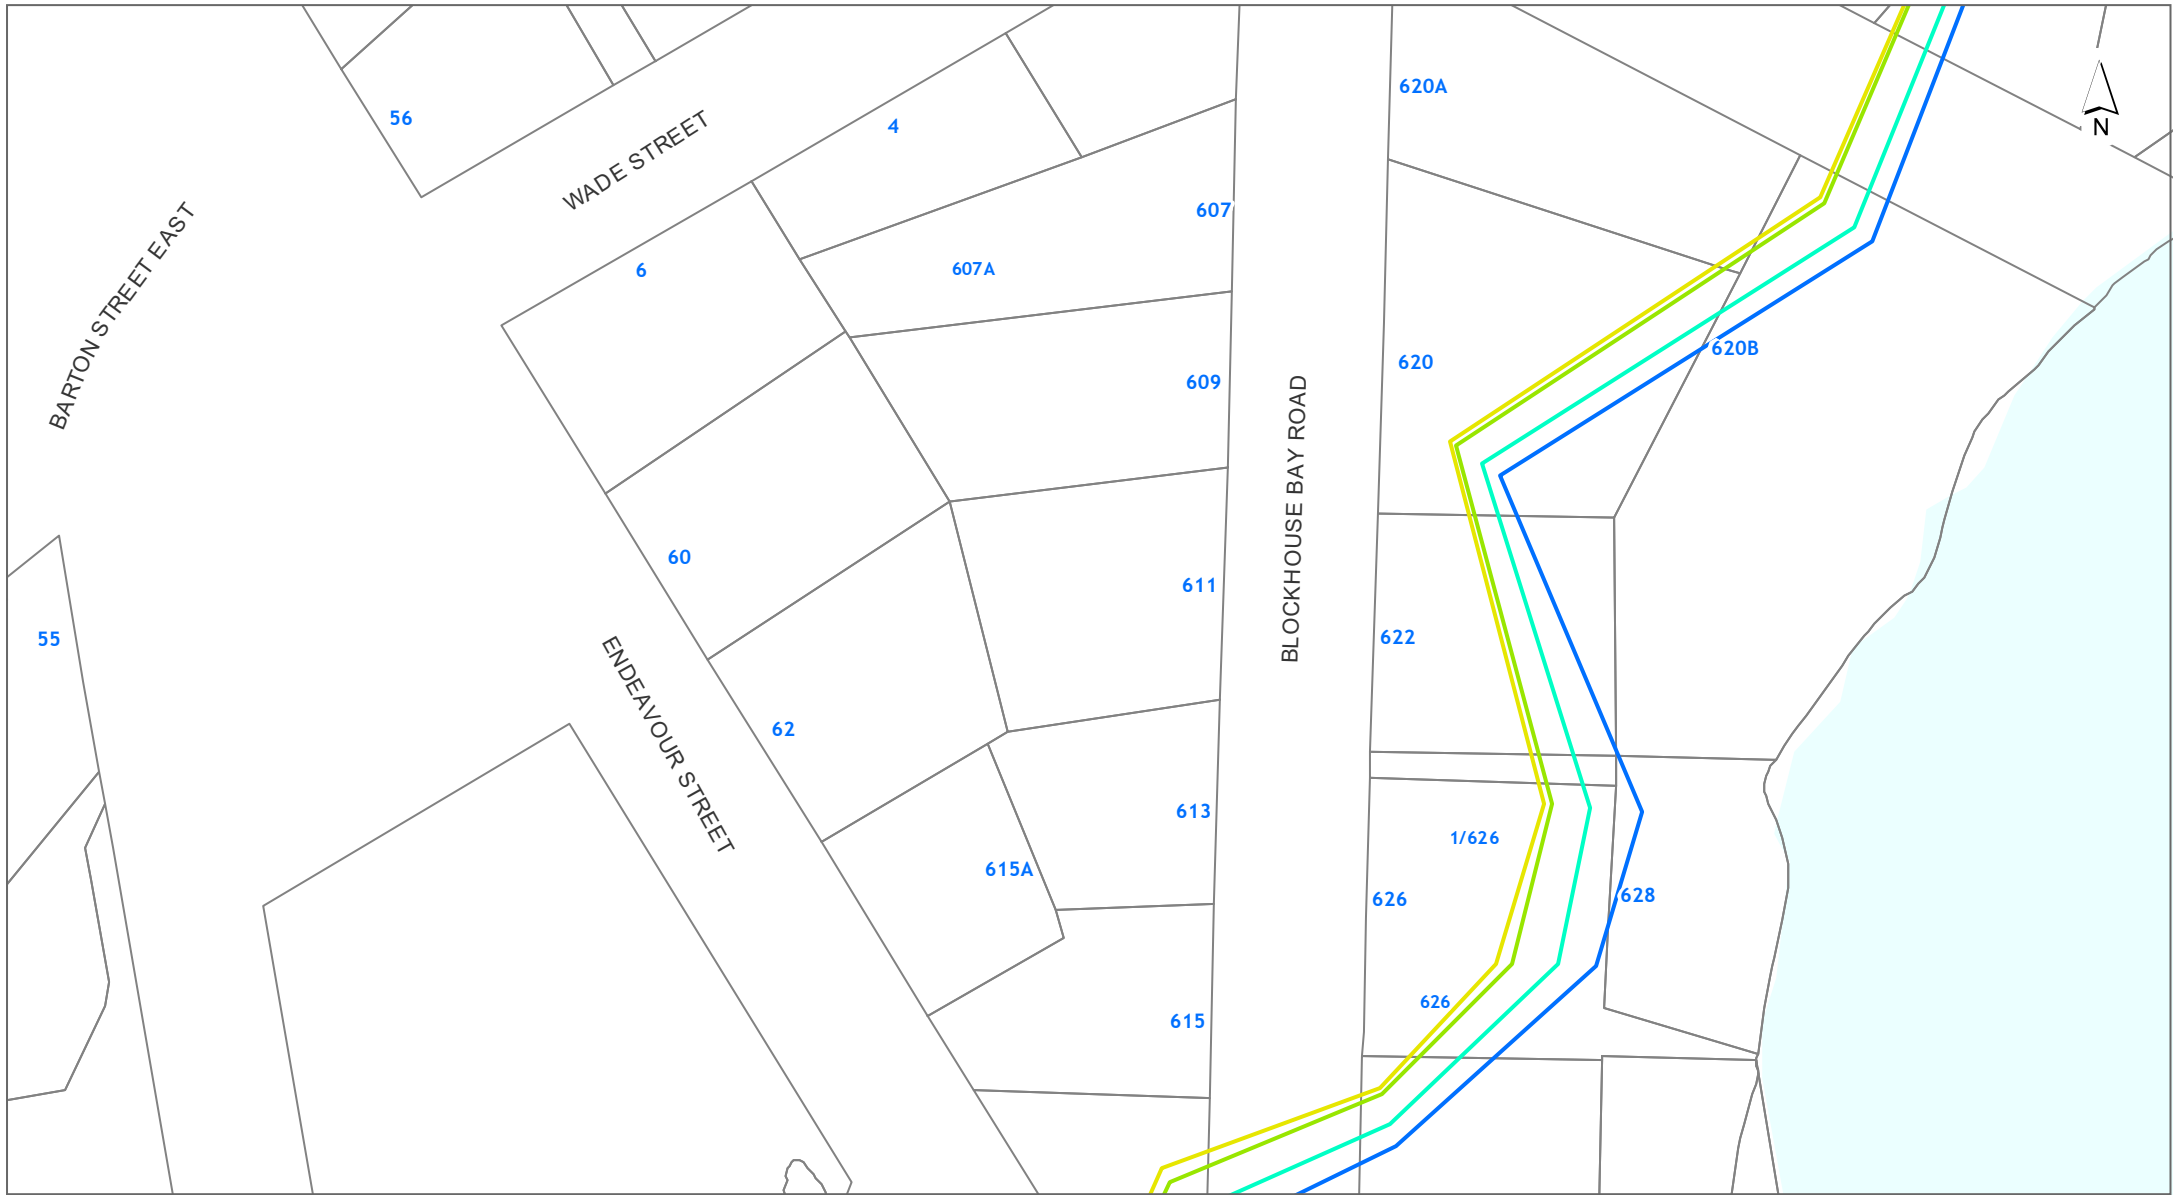 620A
56
4
N
WADE STREET
607
BARTON STREET EAST
6
607A
620B
620
609
BLOCKHOUSE BAY ROAD
60
611
622
55
ENDEAVOUR STREET
62
613
1/626
615A
628
626
626
615